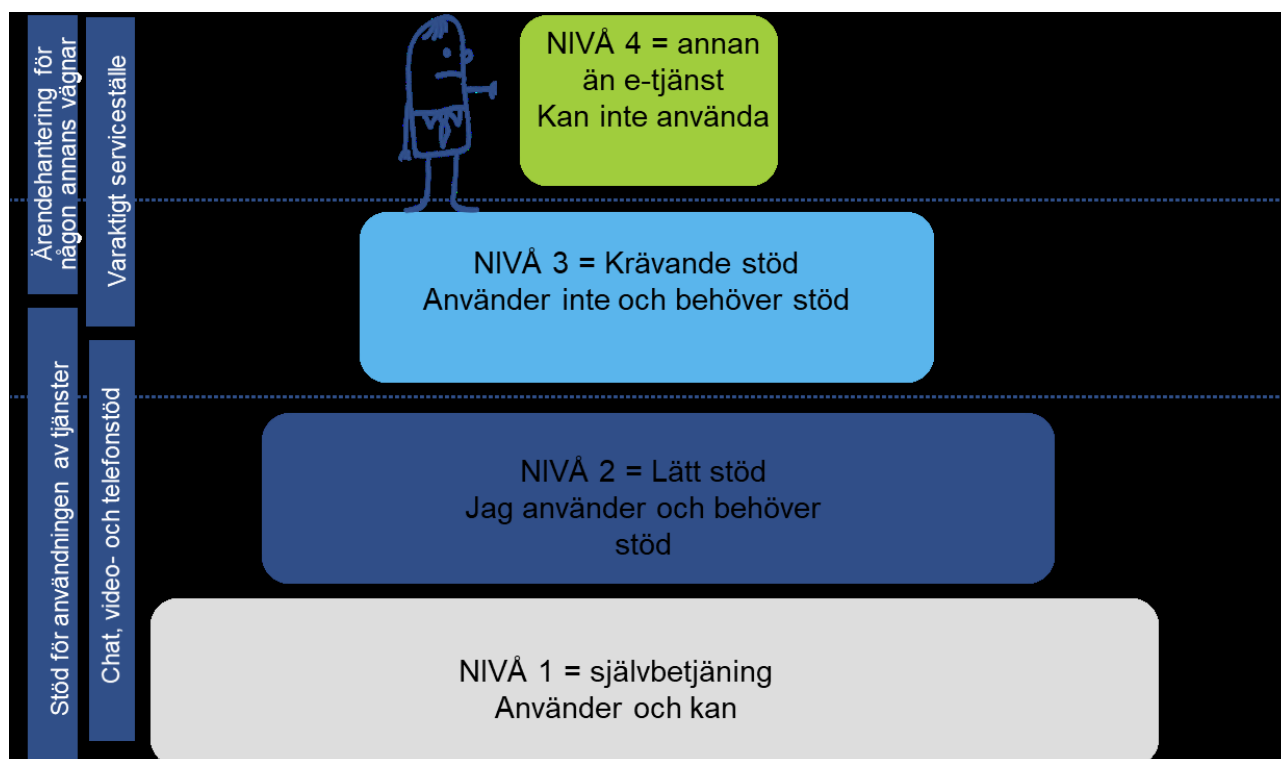 Ärendehantering för
någon annans vägnar
Varaktigt serviceställe
Stöd för användningen av tjänster
Chat, video- och telefonstöd
NIVÅ 4 = annan
än e-tjänst
Kan inte använda
NIVÅ 3 = Krävande stöd
Använder inte och behöver stöd
NIVÅ 2 = Lätt stöd
Jag använder och behöver
stöd
NIVÅ 1 = självbetjäning
Använder och kan